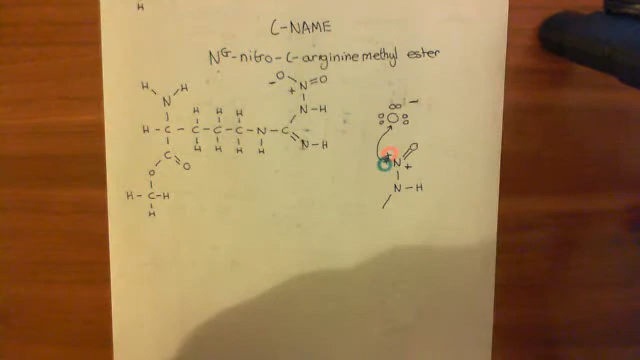 H
L-NAME
Nᴳ-nitro-L-arginine methyl ester
O N O
- +
H H N N-H
H H H
H-C-C-C-C-N-C
H H H H N-H
C O
O
H-C-H
H
O -
N O
+ +
N-H